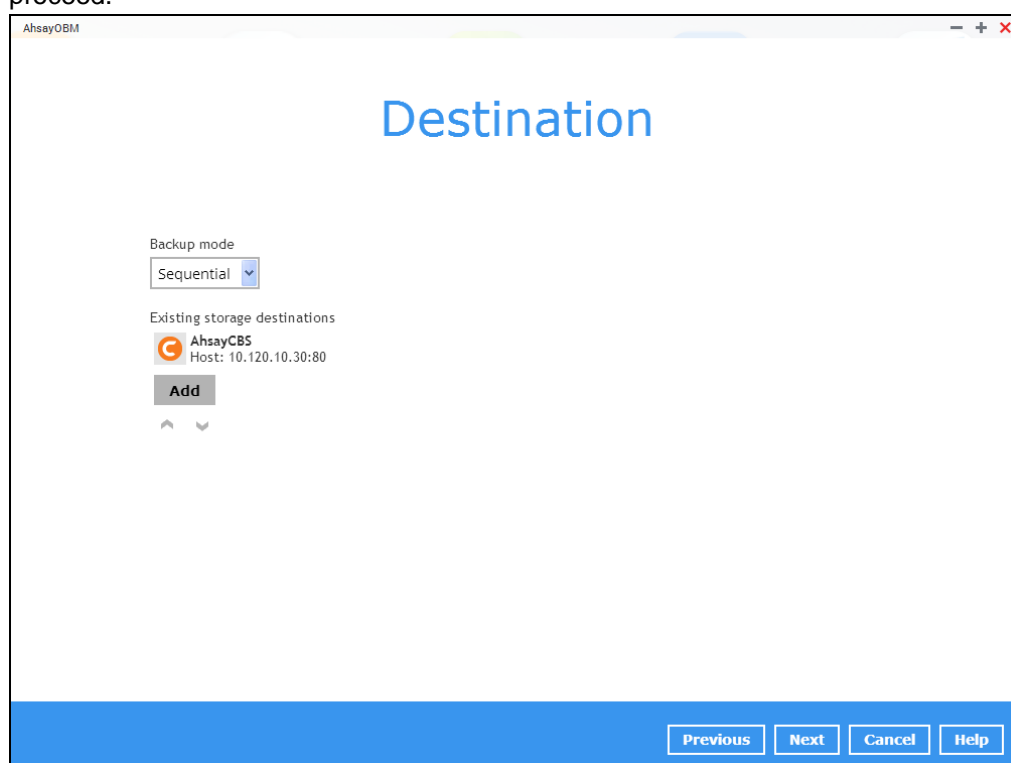 proceed.
AhsayOBM
Destination
Backup mode
Sequential
Existing storage destinations
AhsayCBS
Host: 10.120.10.30:80
Add
Previous Next Cancel Help